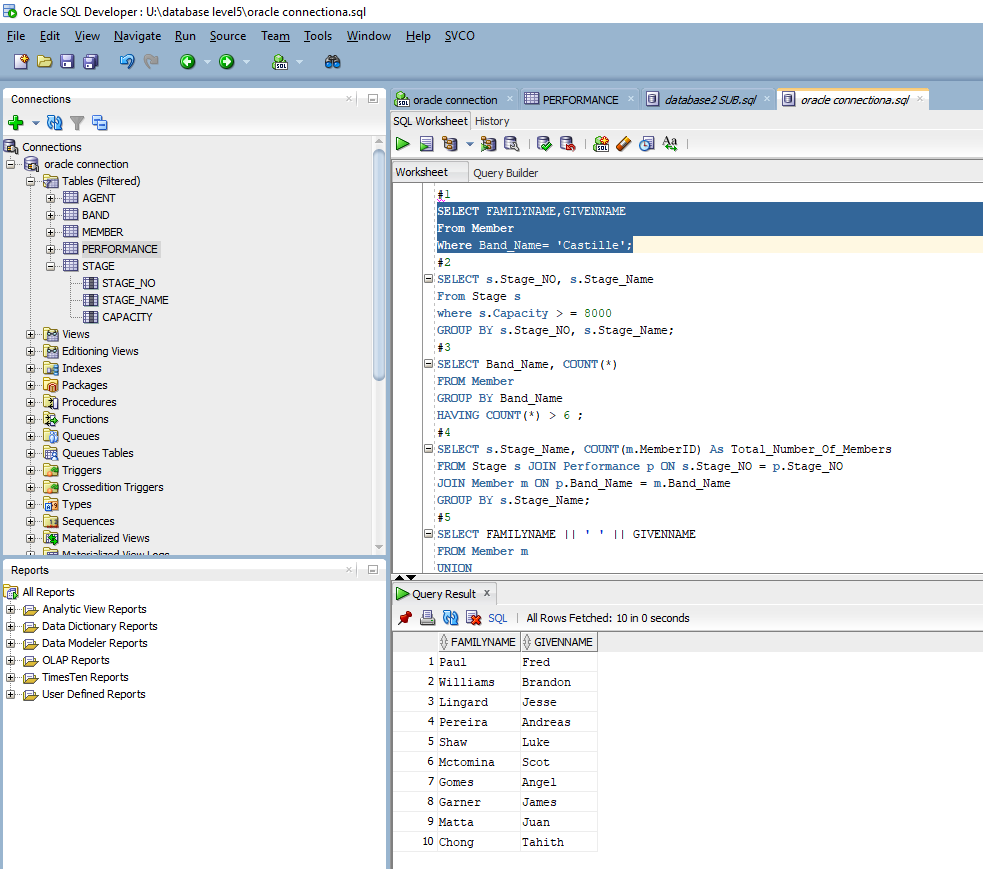 Oracle SQL Developer : U:\database level5\oracle connectiona.sql
File Edit View Navigate Run Source Team Tools Window Help SVCO
Connections
Connections
oracle connection
Tables (Filtered)
AGENT
BAND
MEMBER
PERFORMANCE
STAGE
STAGE_NO
STAGE_NAME
CAPACITY
Views
Editioning Views
Indexes
Packages
Procedures
Functions
Queues
Queues Tables
Triggers
Crossedition Triggers
Types
Sequences
Materialized Views
Materialized View Logs
Reports
All Reports
Analytic View Reports
Data Dictionary Reports
Data Modeler Reports
OLAP Reports
TimesTen Reports
User Defined Reports
oracle connection PERFORMANCE database2 SUB.sql oracle connectiona.sql
SQL Worksheet History
Worksheet Query Builder
#1
SELECT FAMILYNAME,GIVENNAME
From Member
Where Band_Name= 'Castille';
#2
SELECT s.Stage_NO, s.Stage_Name
From Stage s
where s.Capacity > = 8000
GROUP BY s.Stage_NO, s.Stage_Name;
#3
SELECT Band_Name, COUNT(*)
FROM Member
GROUP BY Band_Name
HAVING COUNT(*) > 6 ;
#4
SELECT s.Stage_Name, COUNT(m.MemberID) As Total_Number_Of_Members
FROM Stage s JOIN Performance p ON s.Stage_NO = p.Stage_NO
JOIN Member m ON p.Band_Name = m.Band_Name
GROUP BY s.Stage_Name;
#5
SELECT FAMILYNAME || ' ' || GIVENNAME
FROM Member m
UNION
Query Result
SQL | All Rows Fetched: 10 in 0 seconds
FAMILYNAME GIVENNAME
1 Paul Fred
2 Williams Brandon
3 Lingard Jesse
4 Pereira Andreas
5 Shaw Luke
6 Mctomina Scot
7 Gomes Angel
8 Garner James
9 Matta Juan
10 Chong Tahith